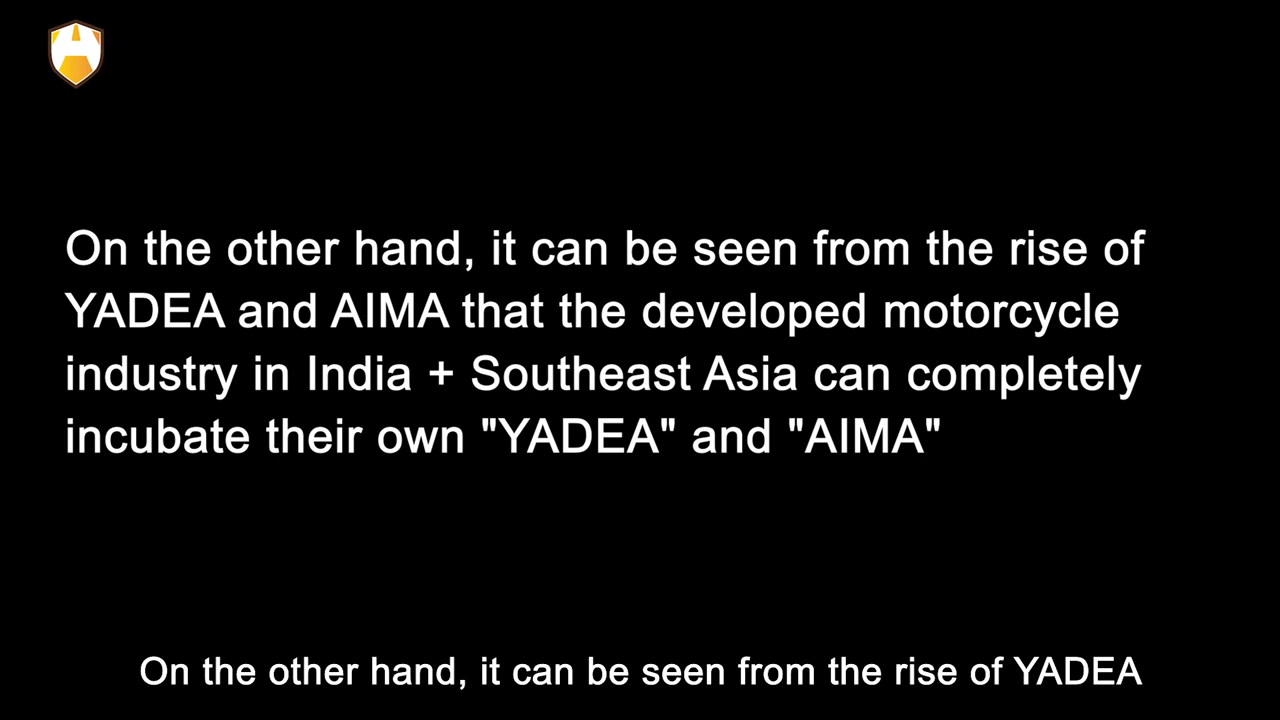 On the other hand, it can be seen from the rise of
YADEA and AIMA that the developed motorcycle
industry in India + Southeast Asia can completely
incubate their own "YADEA" and "AIMA"
On the other hand, it can be seen from the rise of YADEA